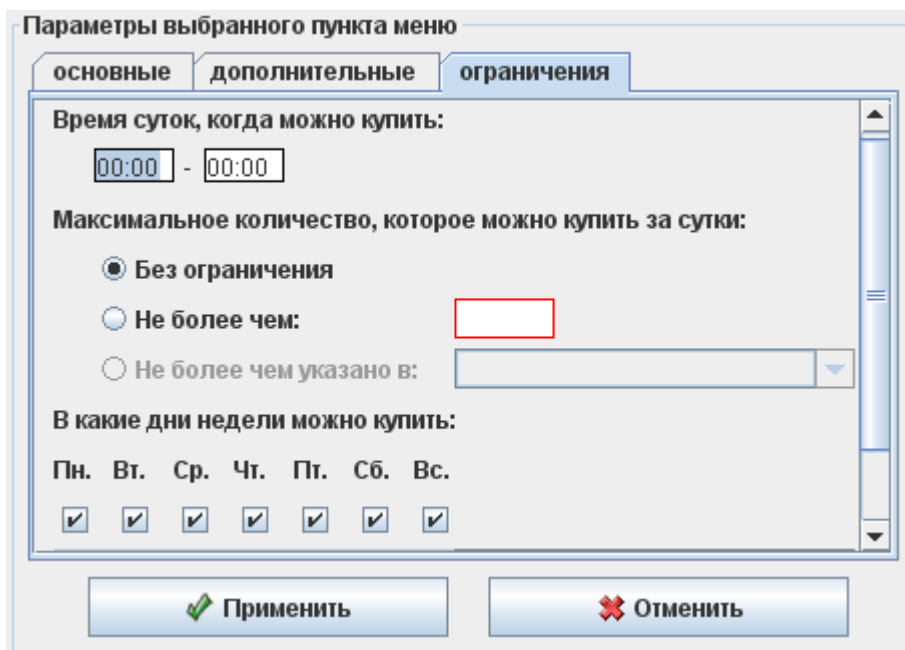 Параметры выбранного пункта меню
основные дополнительные ограничения
Время суток, когда можно купить:
00:00 - 00:00
Максимальное количество, которое можно купить за сутки:
Без ограничения
Не более чем:
Не более чем указано в:
В какие дни недели можно купить:
Пн. Вт. Ср. Чт. Пт. Сб. Вс.
Применить Отменить